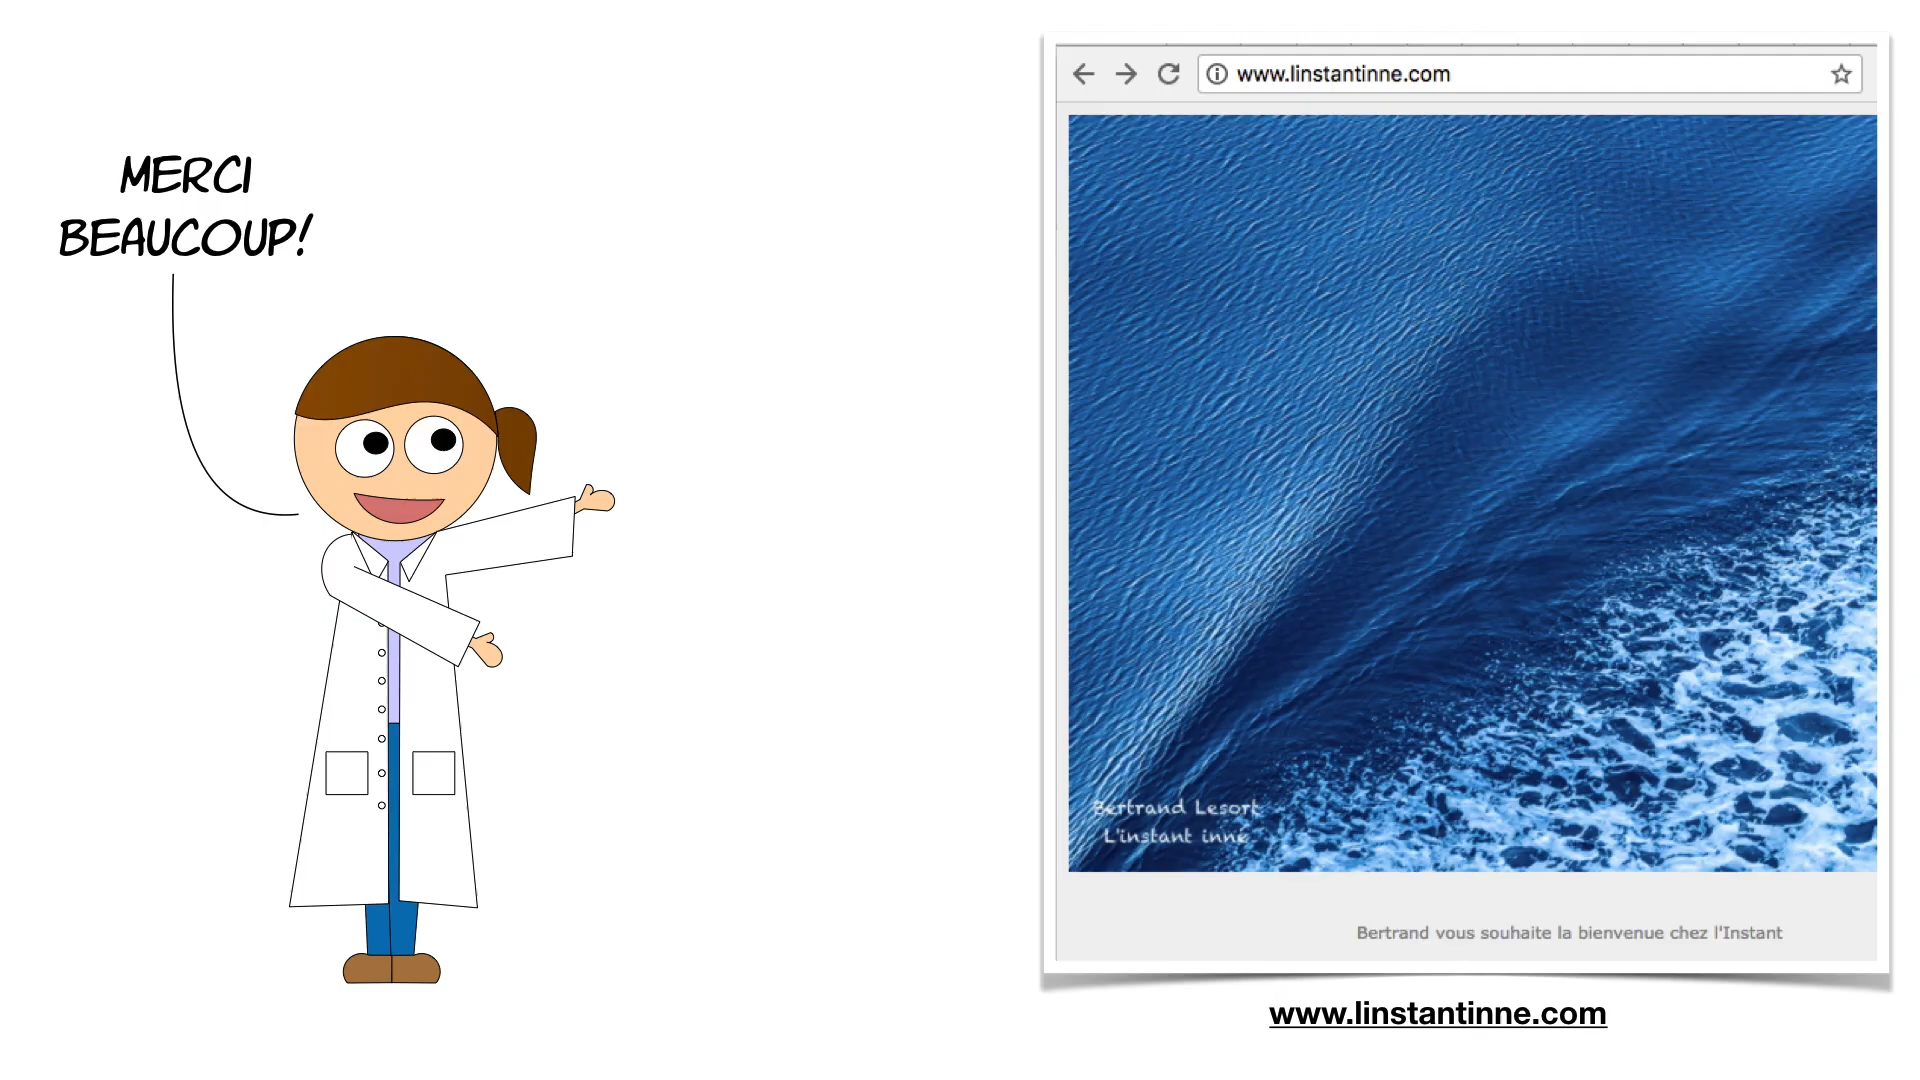 MERCI
BEAUCOUP!
www.linstantinne.com
Bertrand Lesort
L'instant inné
Bertrand vous souhaite la bienvenue chez l'Instant
www.linstantinne.com